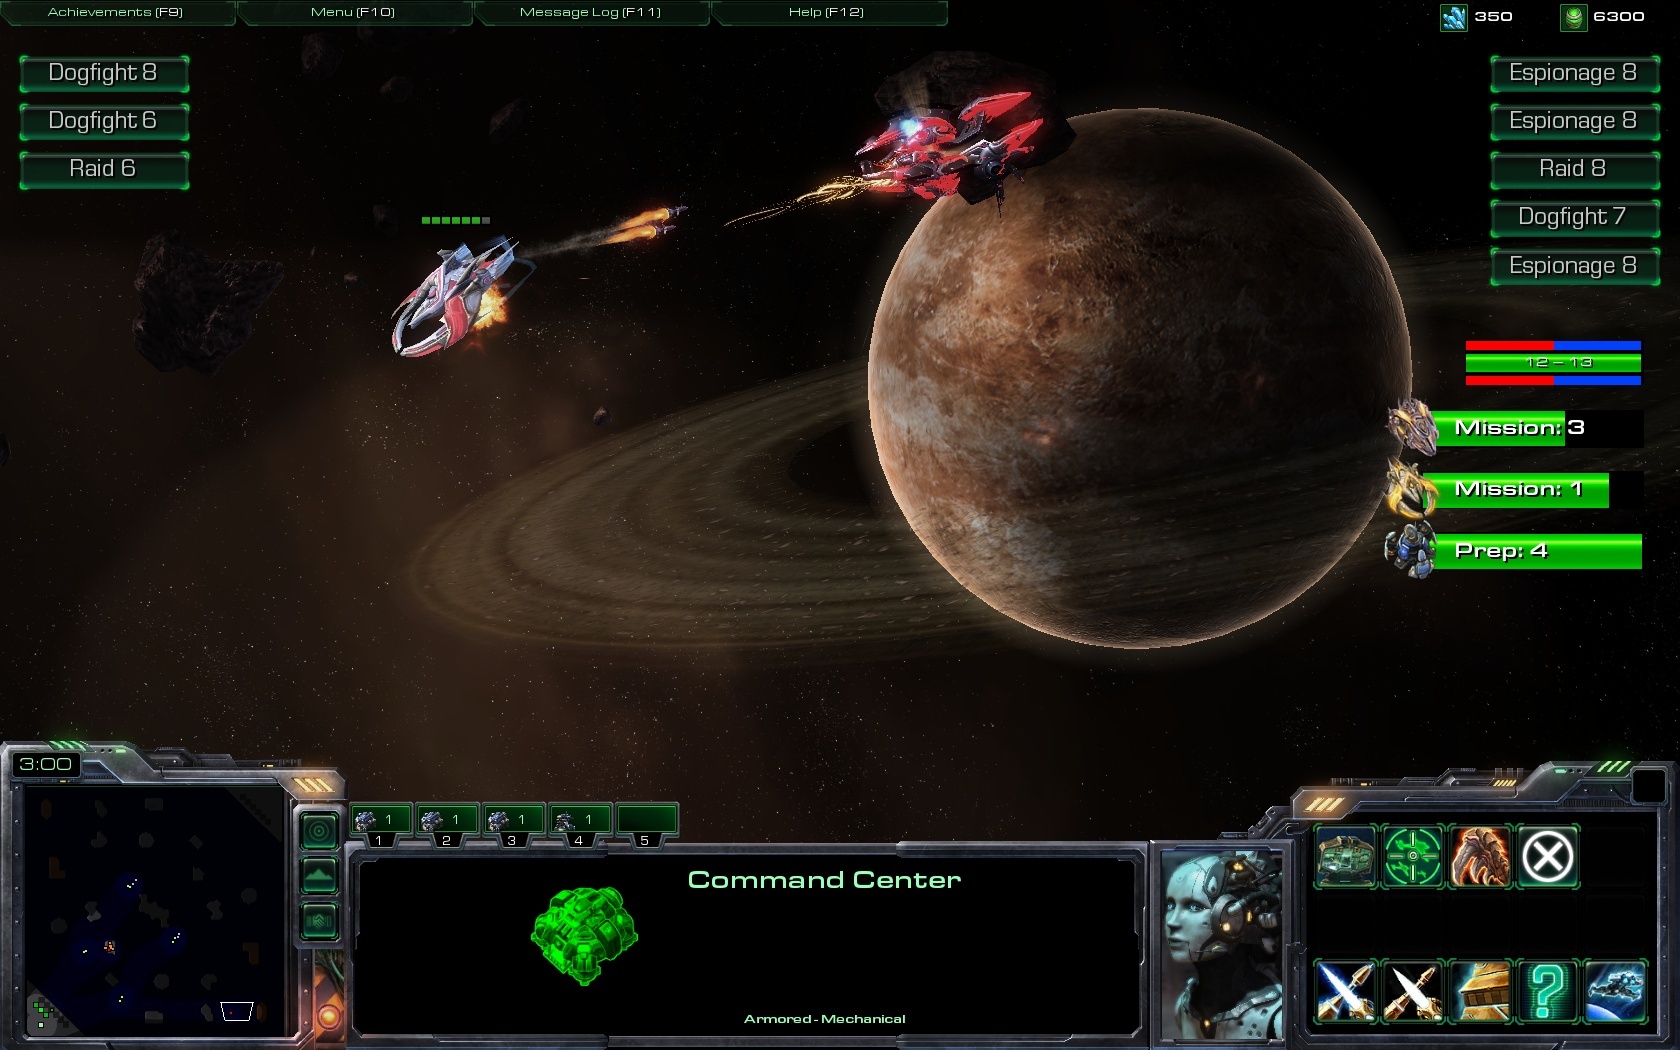 Achievements (F9)
Menu (F10)
Message Log (F11)
Help (F12)
350
6300
Dogfight 8
Dogfight 6
Raid 6
Espionage 8
Espionage 8
Raid 8
Dogfight 7
Espionage 8
12 - 13
Mission: 3
Mission: 1
Prep: 4
3:00
1
1
1
1
1
2
3
4
5
Command Center
Armored - Mechanical